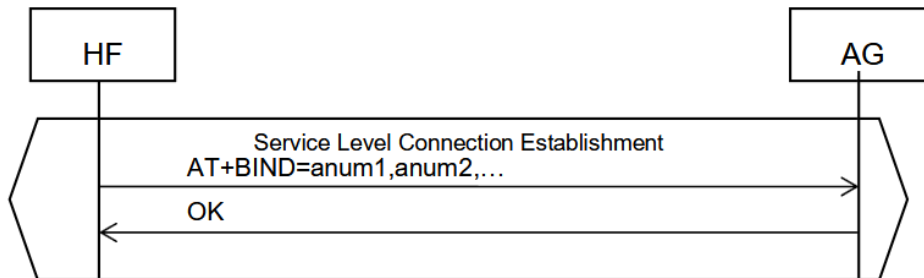 HF
AG
Service Level Connection Establishment
AT+BIND=anum1,anum2,…
OK